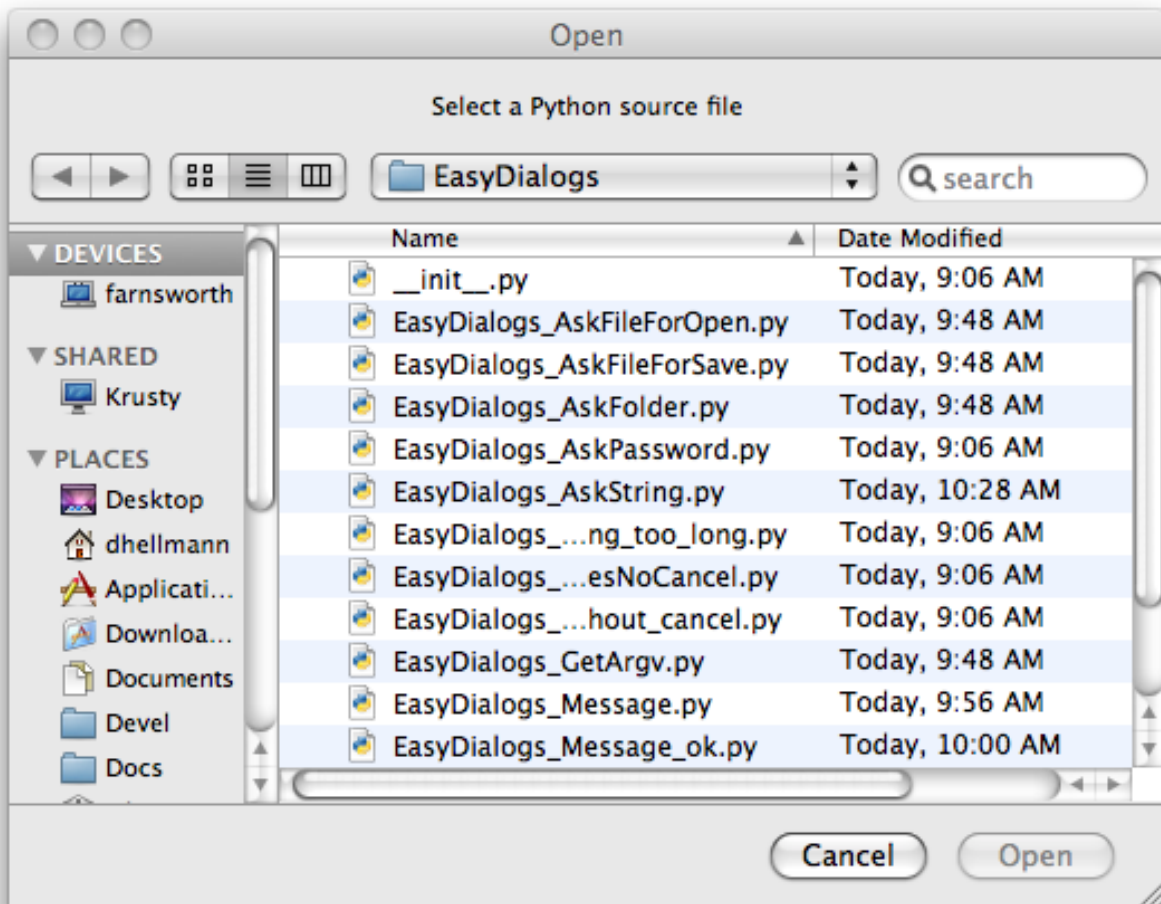 Open
Select a Python source file
EasyDialogs
search
DEVICES
farnsworth
SHARED
Krusty
PLACES
Desktop
dhellmann
Applicati...
Downloa...
Documents
Devel
Docs
Name Date Modified
__init__.py Today, 9:06 AM
EasyDialogs_AskFileForOpen.py Today, 9:48 AM
EasyDialogs_AskFileForSave.py Today, 9:48 AM
EasyDialogs_AskFolder.py Today, 9:48 AM
EasyDialogs_AskPassword.py Today, 9:06 AM
EasyDialogs_AskString.py Today, 10:28 AM
EasyDialogs_...ng_too_long.py Today, 9:06 AM
EasyDialogs_...esNoCancel.py Today, 9:06 AM
EasyDialogs_...hout_cancel.py Today, 9:06 AM
EasyDialogs_GetArgv.py Today, 9:48 AM
EasyDialogs_Message.py Today, 9:56 AM
EasyDialogs_Message_ok.py Today, 10:00 AM
Cancel Open